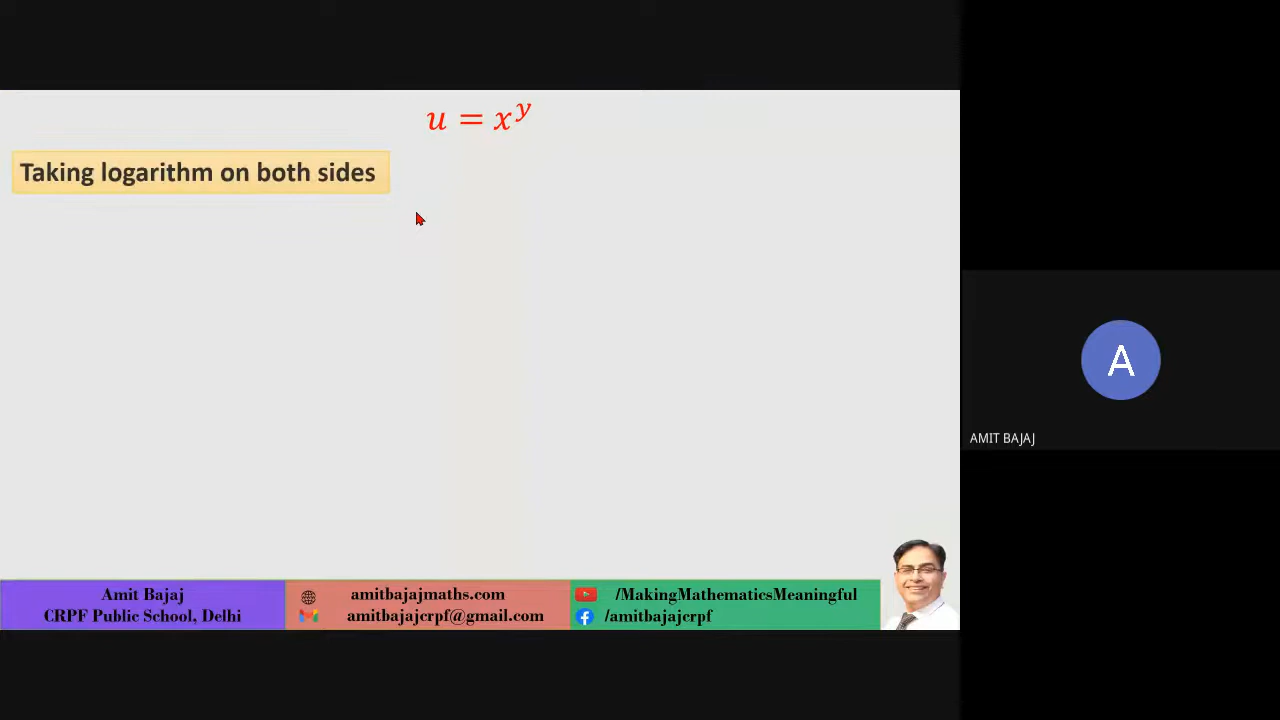 u = x^y
Taking logarithm on both sides
A
AMIT BAJAJ
Amit Bajaj
CRPF Public School, Delhi
amitbajajmaths.com
amitbajajcrpf@gmail.com
/MakingMathematicsMeaningful
/amitbajajcrpf